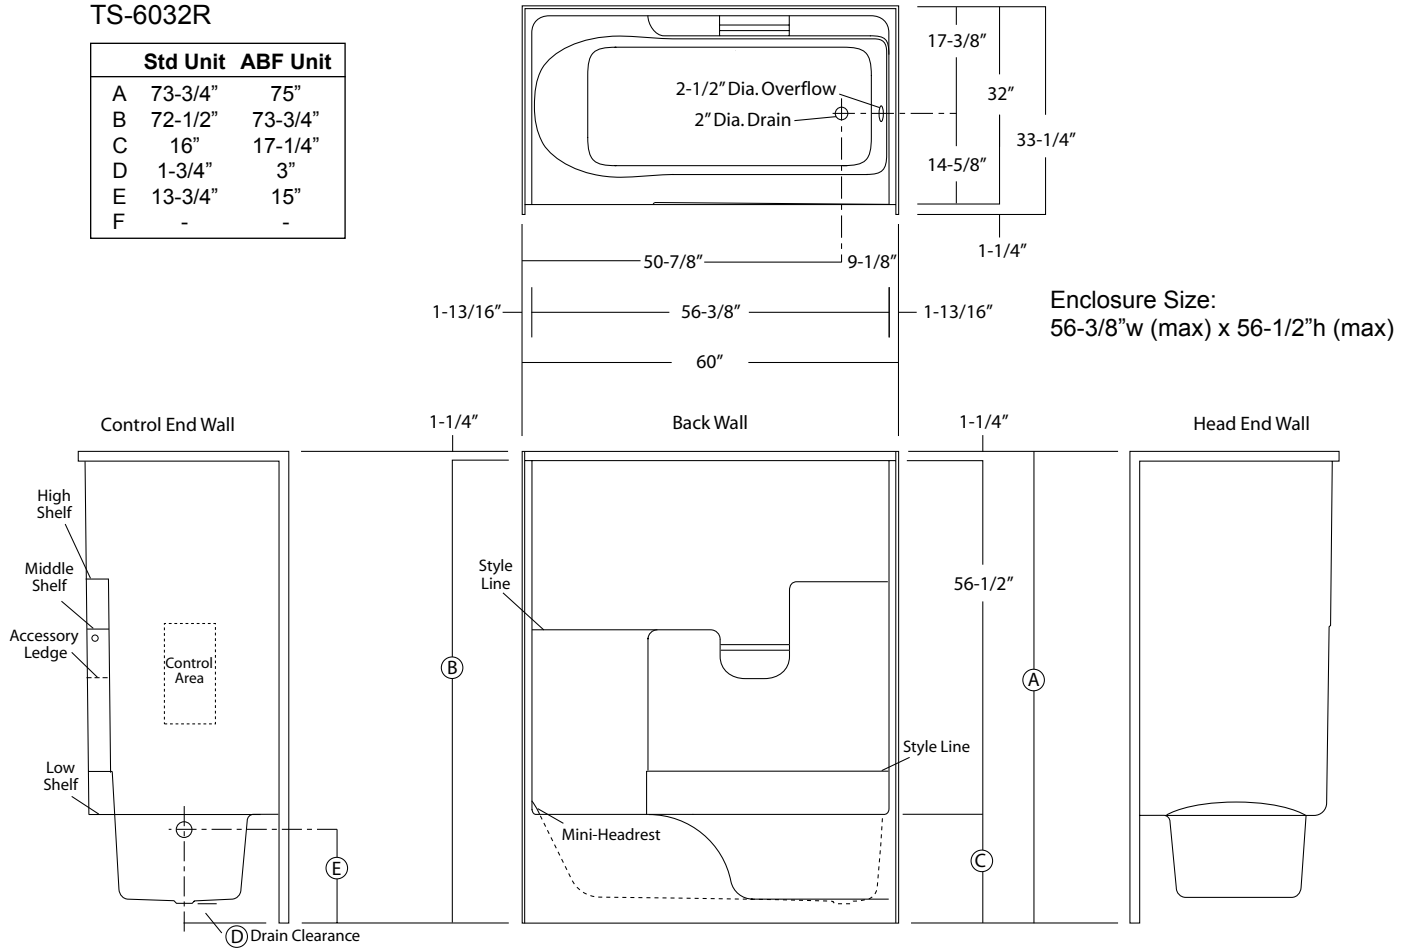 TS-6032R
Std Unit ABF Unit
A 73-3/4” 75”
B 72-1/2” 73-3/4”
C 16” 17-1/4”
D 1-3/4” 3”
E 13-3/4” 15”
F - -
2-1/2” Dia. Overflow
2” Dia. Drain
17-3/8”
32”
33-1/4”
14-5/8”
1-1/4”
50-7/8”
9-1/8”
1-13/16”
56-3/8”
1-13/16”
60”
Enclosure Size:
56-3/8”w (max) x 56-1/2”h (max)
Control End Wall
1-1/4”
Back Wall
1-1/4”
Head End Wall
High
Shelf
Middle
Shelf
Accessory
Ledge
Low
Shelf
Control
Area
B
Style
Line
56-1/2”
A
Style Line
Mini-Headrest
C
E
D Drain Clearance